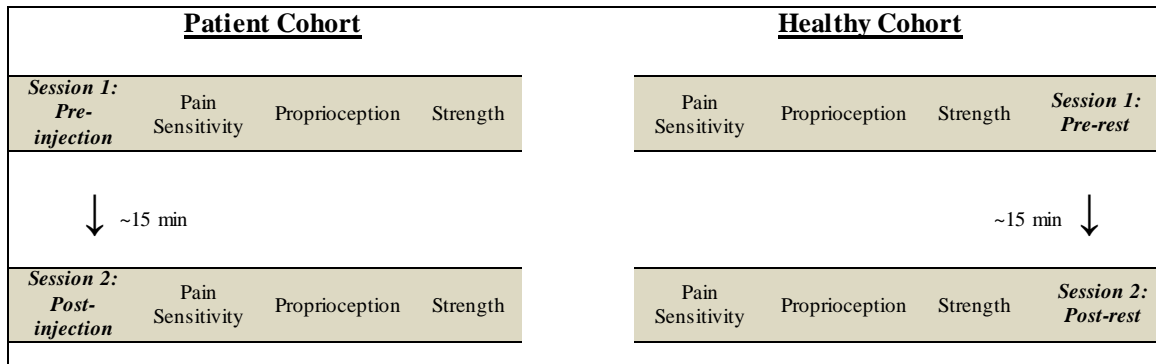 Patient Cohort
Healthy Cohort
Session 1:
Pre-
injection
Pain
Sensitivity
Proprioception
Strength
Pain
Sensitivity
Proprioception
Strength
Session 1:
Pre-rest
~15 min
~15 min
Session 2:
Post-
injection
Pain
Sensitivity
Proprioception
Strength
Pain
Sensitivity
Proprioception
Strength
Session 2:
Post-rest